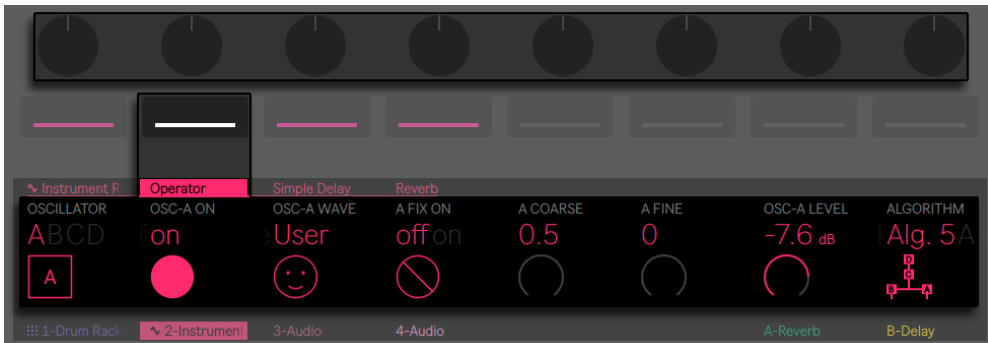 Instrument R Operator Simple Delay Reverb
OSCILLATOR OSC-A ON OSC-A WAVE A FIX ON A COARSE A FINE OSC-A LEVEL ALGORITHM
ABCD on User off on 0.5 0 -7.6 dB Alg. 5
A
D
C
B A
1-Drum Rack 2-Instrument 3-Audio 4-Audio A-Reverb B-Delay